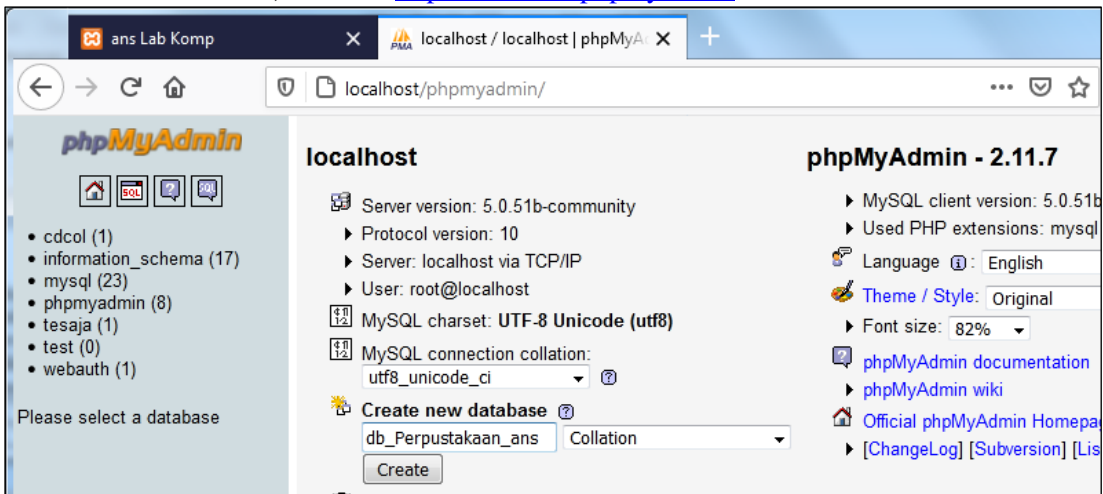 ans Lab Komp
localhost / localhost | phpMyA
localhost/phpmyadmin/
phpMyAdmin
cdcol (1)
information_schema (17)
mysql (23)
phpmyadmin (8)
tesaja (1)
test (0)
webauth (1)
Please select a database
localhost
Server version: 5.0.51b-community
Protocol version: 10
Server: localhost via TCP/IP
User: root@localhost
MySQL charset: UTF-8 Unicode (utf8)
MySQL connection collation:
utf8_unicode_ci
Create new database
db_Perpustakaan_ans Collation
Create
phpMyAdmin - 2.11.7
MySQL client version: 5.0.51b
Used PHP extensions: mysql
Language : English
Theme / Style: Original
Font size: 82%
phpMyAdmin documentation
phpMyAdmin wiki
Official phpMyAdmin Homepa
[ChangeLog] [Subversion] [Lis